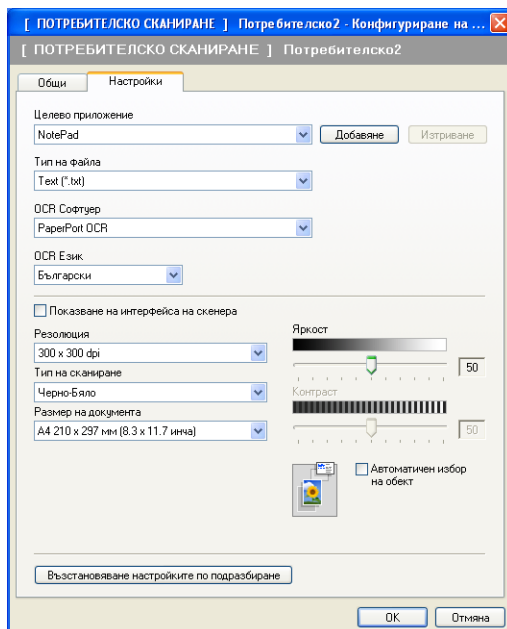 [ ПОТРЕБИТЕЛСКО СКАНИРАНЕ ] Потребителско2 - Конфигуриране на ...
[ ПОТРЕБИТЕЛСКО СКАНИРАНЕ ] Потребителско2
Общи Настройки
Целево приложение
NotePad Добавяне Изтриване
Тип на файла
Text (*.txt)
OCR Софтуер
PaperPort OCR
OCR Език
Български
Показване на интерфейса на скенера
Резолюция
300 x 300 dpi
Тип на сканиране
Черно-Бяло
Размер на документа
A4 210 x 297 мм (8.3 x 11.7 инча)
Яркост
50
Контраст
50
Автоматичен избор
на обект
Възстановяване настройките по подразбиране
OK Отмяна